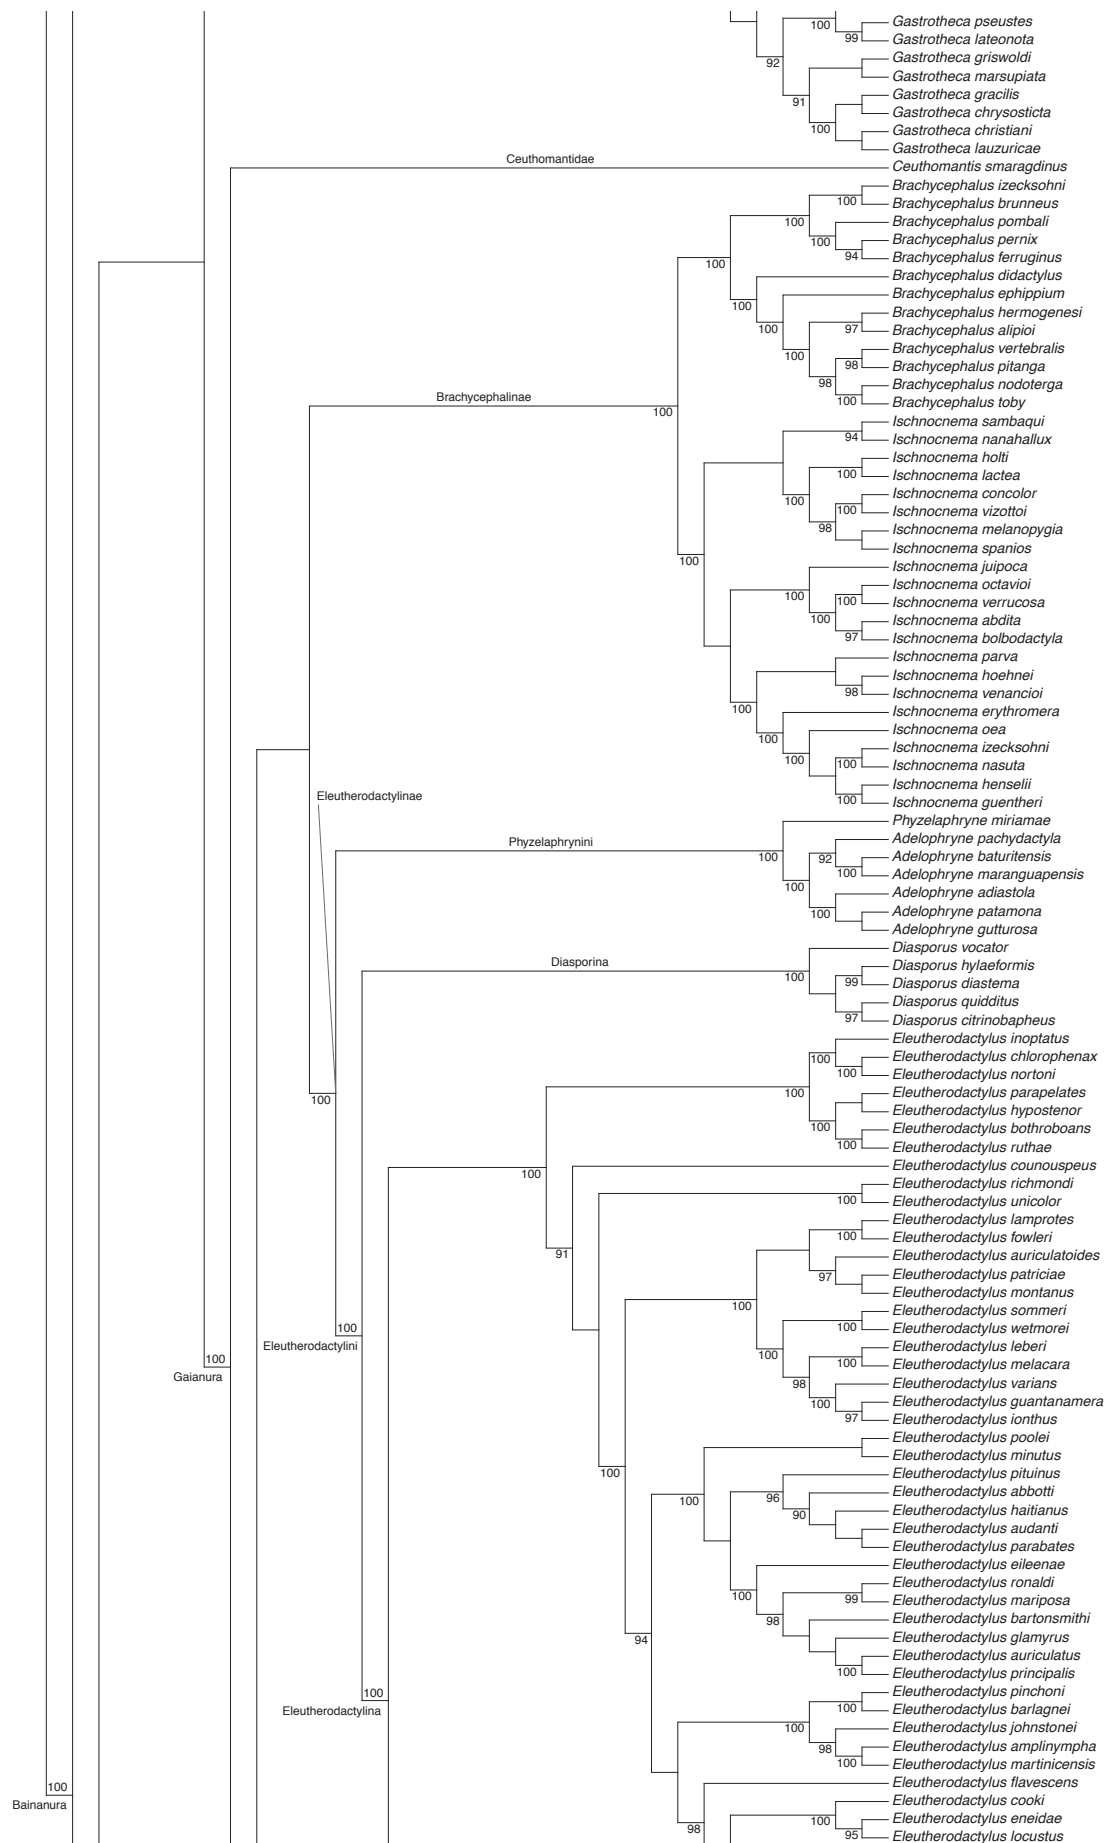 100
Gastrotheca pseustes
99
Gastrotheca lateonota
92
Gastrotheca griswoldi
Gastrotheca marsupiata
91
Gastrotheca gracilis
Gastrotheca chrysosticta
100
Gastrotheca christiani
Gastrotheca lauzuricae
Ceuthomantidae
Ceuthomantis smaragdinus
Brachycephalus izecksohni
100
Brachycephalus brunneus
100
Brachycephalus pombali
100
Brachycephalus pernix
94
Brachycephalus ferruginus
100
Brachycephalus didactylus
100
Brachycephalus ephippium
100
Brachycephalus hermogenesi
97
Brachycephalus alipioi
100
Brachycephalus vertebralis
98
Brachycephalus pitanga
98
Brachycephalus nodoterga
100
Brachycephalus toby
Brachycephalinae
100
Ischnocnema sambaqui
94
Ischnocnema nanahallux
Ischnocnema holti
100
Ischnocnema lactea
100
Ischnocnema concolor
100
Ischnocnema vizottoi
98
Ischnocnema melanopygia
Ischnocnema spanios
100
Ischnocnema juipoca
100
Ischnocnema octavioi
100
Ischnocnema verrucosa
100
Ischnocnema abdita
97
Ischnocnema bolbodactyla
Ischnocnema parva
Ischnocnema hoehnei
98
Ischnocnema venancioi
100
Ischnocnema erythromera
100
Ischnocnema oea
100
Ischnocnema izecksohni
100
Ischnocnema nasuta
Ischnocnema henselii
100
Ischnocnema guentheri
Eleutherodactylinae
Phyzelaphryne miriamae
Phyzelaphrynini
100
Adelophryne pachydactyla
92
Adelophryne baturitensis
100
Adelophryne maranguapensis
100
Adelophryne adiastola
100
Adelophryne patamona
Adelophryne gutturosa
Diasporus vocator
Diasporina
100
Diasporus hylaeformis
99
Diasporus diastema
Diasporus quidditus
97
Diasporus citrinobapheus
Eleutherodactylus inoptatus
100
Eleutherodactylus chlorophenax
100
Eleutherodactylus nortoni
100
100
Eleutherodactylus parapelates
Eleutherodactylus hypostenor
100
Eleutherodactylus bothroboans
100
Eleutherodactylus ruthae
100
Eleutherodactylus counouspeus
Eleutherodactylus richmondi
100
Eleutherodactylus unicolor
Eleutherodactylus lamprotes
100
Eleutherodactylus fowleri
91
Eleutherodactylus auriculatoides
97
Eleutherodactylus patriciae
Eleutherodactylus montanus
100
Eleutherodactylus sommeri
100
Eleutherodactylus wetmorei
100
Eleutherodactylini
100
Eleutherodactylus leberi
100
Eleutherodactylus melacara
100
Gaianura
98
Eleutherodactylus varians
100
Eleutherodactylus guantanamera
97
Eleutherodactylus ionthus
Eleutherodactylus poolei
Eleutherodactylus minutus
100
Eleutherodactylus pituinus
100
96
Eleutherodactylus abbotti
90
Eleutherodactylus haitianus
Eleutherodactylus audanti
Eleutherodactylus parabates
Eleutherodactylus eileenae
100
Eleutherodactylus ronaldi
99
Eleutherodactylus mariposa
98
Eleutherodactylus bartonsmithi
94
Eleutherodactylus glamyrus
Eleutherodactylus auriculatus
100
Eleutherodactylus principalis
100
Eleutherodactylina
Eleutherodactylus pinchoni
100
Eleutherodactylus barlagnei
100
Eleutherodactylus johnstonei
98
Eleutherodactylus amplinympha
100
Eleutherodactylus martinicensis
Eleutherodactylus flavescens
100
Bainanura
Eleutherodactylus cooki
100
Eleutherodactylus eneidae
98
95
Eleutherodactylus locustus